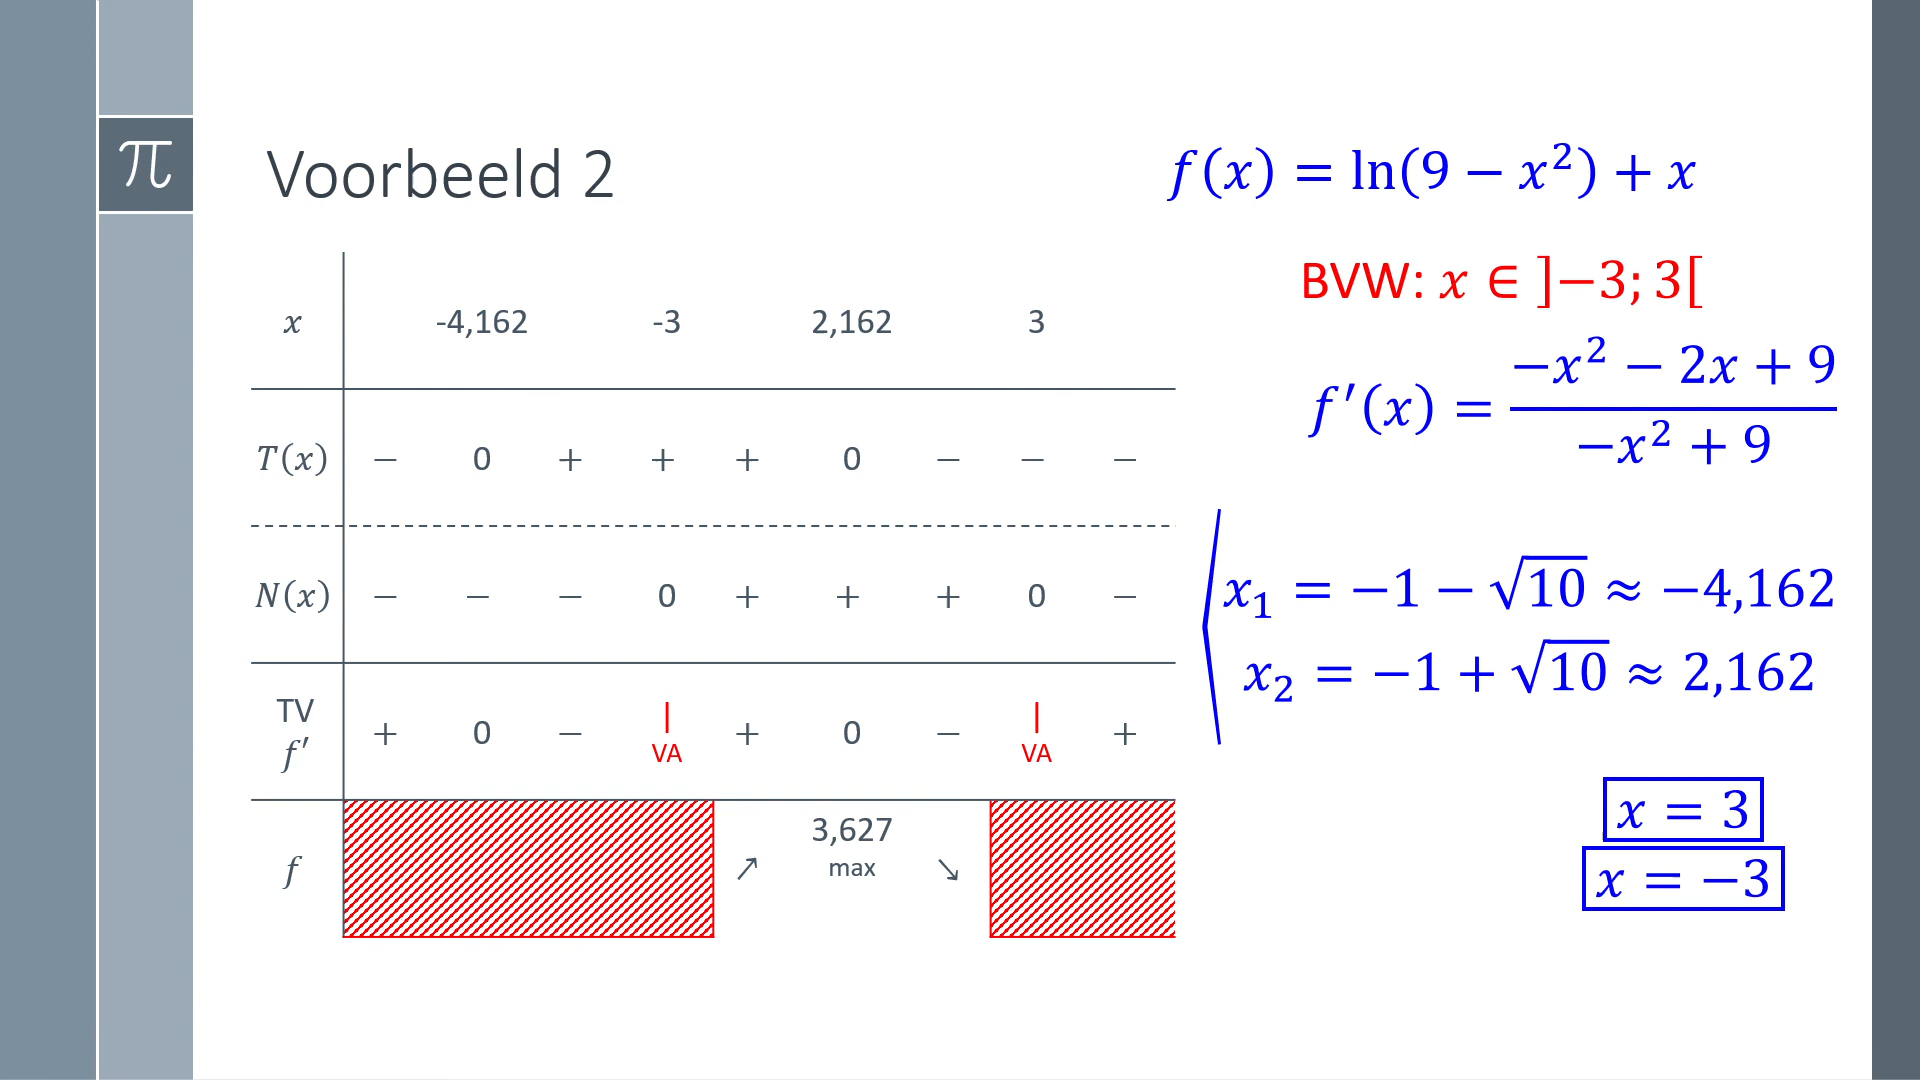 π
Voorbeeld 2
f(x) = ln(9 − x²) + x
BVW: x ∈ ]−3; 3[
f′(x) = (−x² − 2x + 9)/(−x² + 9)
x₁ = −1 − √10 ≈ −4,162
x₂ = −1 + √10 ≈ 2,162
x = 3
x = −3
x -4,162 -3 2,162 3
T(x) − 0 + + + 0 − − −
N(x) − − − 0 + + + 0 −
TV f′ + 0 − | VA + 0 − | VA +
f ↗ 3,627 max ↘